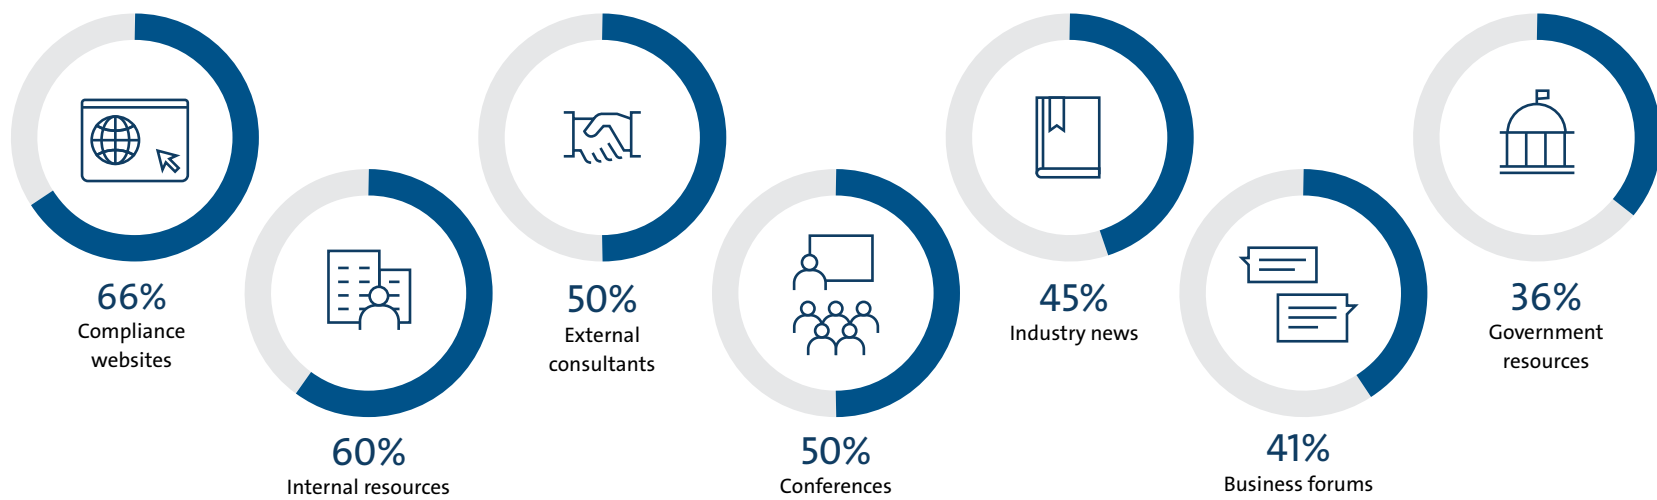 66%
Compliance
websites
60%
Internal resources
50%
External
consultants
50%
Conferences
45%
Industry news
41%
Business forums
36%
Government
resources